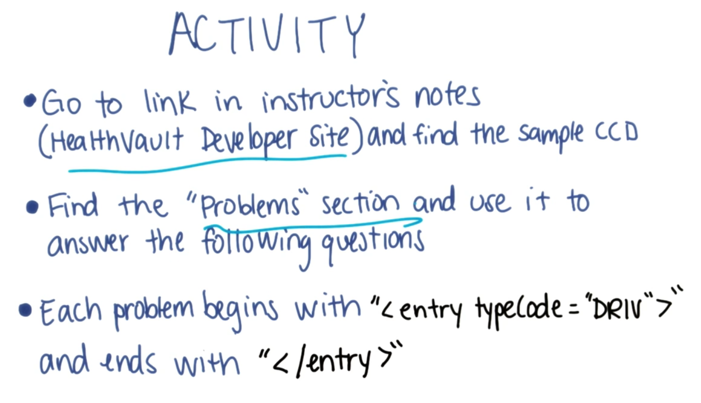 ACTIVITY
• Go to link in instructor's notes
(HealthVault Developer Site) and find the sample CCD
• Find the "Problems" section and use it to
answer the following questions
• Each problem begins with "<entry typeCode="DRIV">"
and ends with "</entry>"